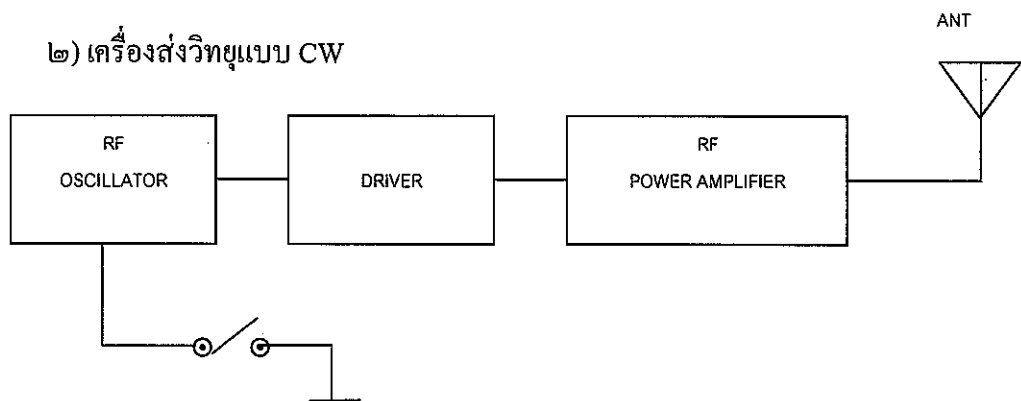 ANT
๒) เครื่องส่งวิทยุแบบ CW
RF
OSCILLATOR
DRIVER
RF
POWER AMPLIFIER